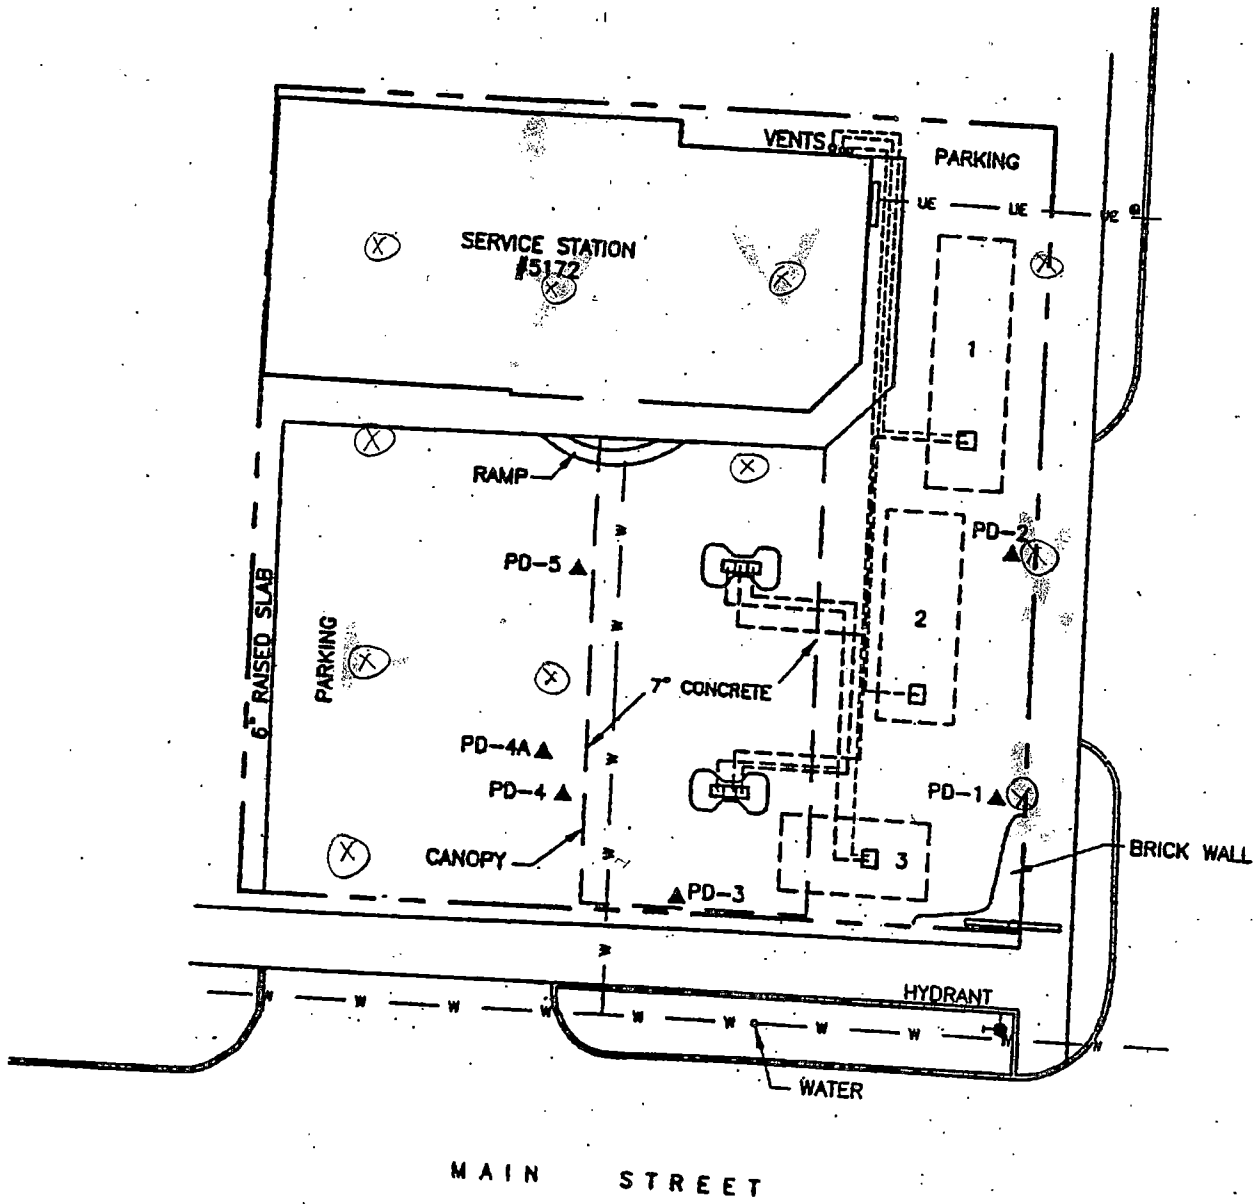 VENTS
PARKING
UE
UE
UE
SERVICE STATION
#5172
1
RAMP
W
PD-2
PD-5
W
2
6" RAISED SLAB
PARKING
7" CONCRETE
PD-4A
W
PD-4
PD-1
CANOPY
W
3
BRICK WALL
PD-3
W
HYDRANT
W
W
W
W
W
W
W
W
WATER
MAIN STREET